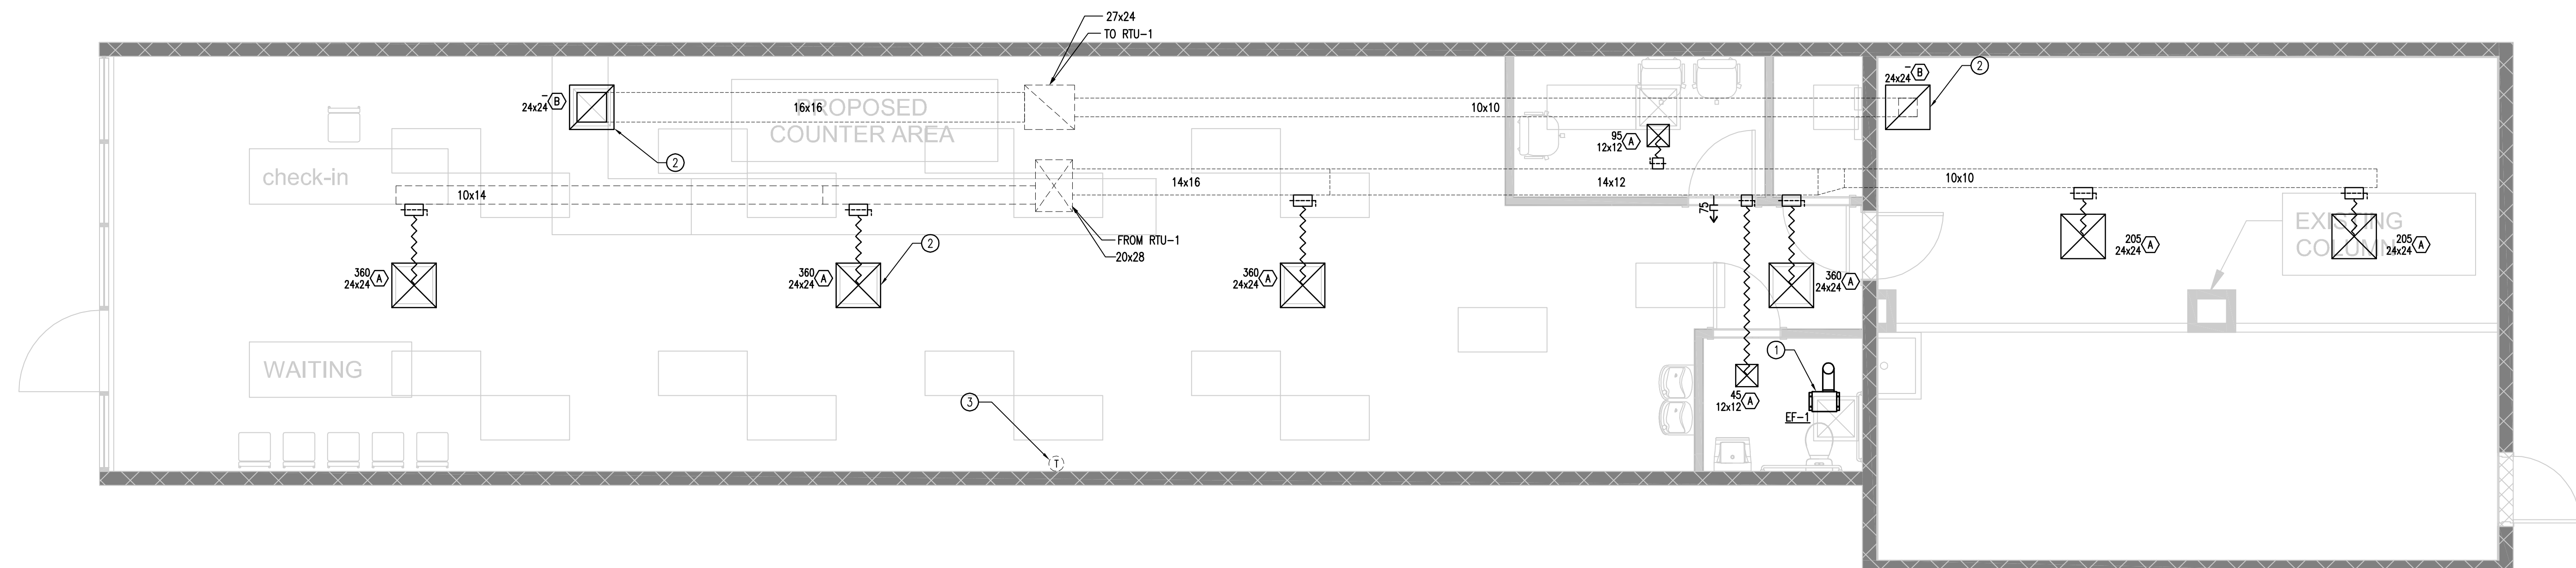 27x24
TO RTU-1
24x24
B
2
16x16
PROPOSED
COUNTER AREA
10x10
95
12x12
A
–
24x24
B
2
2
check-in
10x14
14x16
14x12
10x10
75
FROM RTU-1
20x28
2
360
24x24
A
360
24x24
A
360
24x24
A
360
24x24
A
205
24x24
A
EXISTING
COLUMN
205
24x24
A
WAITING
1
45
12x12
A
EF-1
3
T